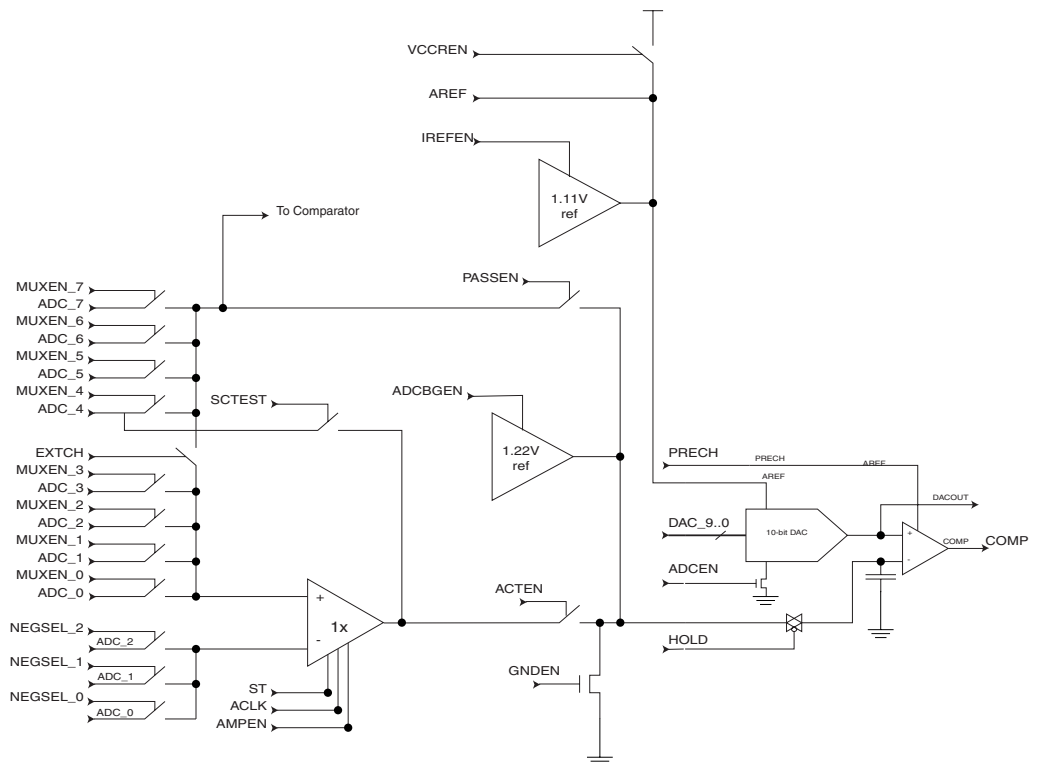 VCCREN
AREF
IREFEN
1.11V
ref
To Comparator
PASSEN
MUXEN_7
ADC_7
MUXEN_6
ADC_6
MUXEN_5
ADC_5
MUXEN_4
ADC_4
SCTEST
ADCBGEN
1.22V
ref
EXTCH
MUXEN_3
ADC_3
MUXEN_2
ADC_2
MUXEN_1
ADC_1
MUXEN_0
ADC_0
PRECH
PRECH
AREF
AREF
DACOUT
DAC_9..0
10-bit DAC
+
-
COMP
COMP
ADCEN
ACTEN
+
1x
-
NEGSEL_2
ADC_2
NEGSEL_1
ADC_1
NEGSEL_0
ADC_0
HOLD
GNDEN
ST
ACLK
AMPEN